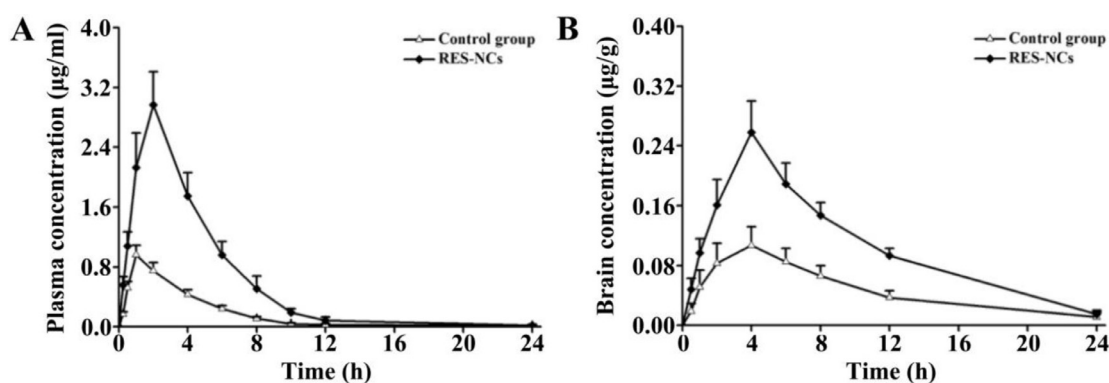 A
Plasma concentration (µg/ml)
4.0
3.2
2.4
1.6
0.8
0.0
0 4 8 12 16 20 24
Time (h)
Control group
RES-NCs
B
Brain concentration (µg/g)
0.40
0.32
0.24
0.16
0.08
0.00
0 4 8 12 16 20 24
Time (h)
Control group
RES-NCs